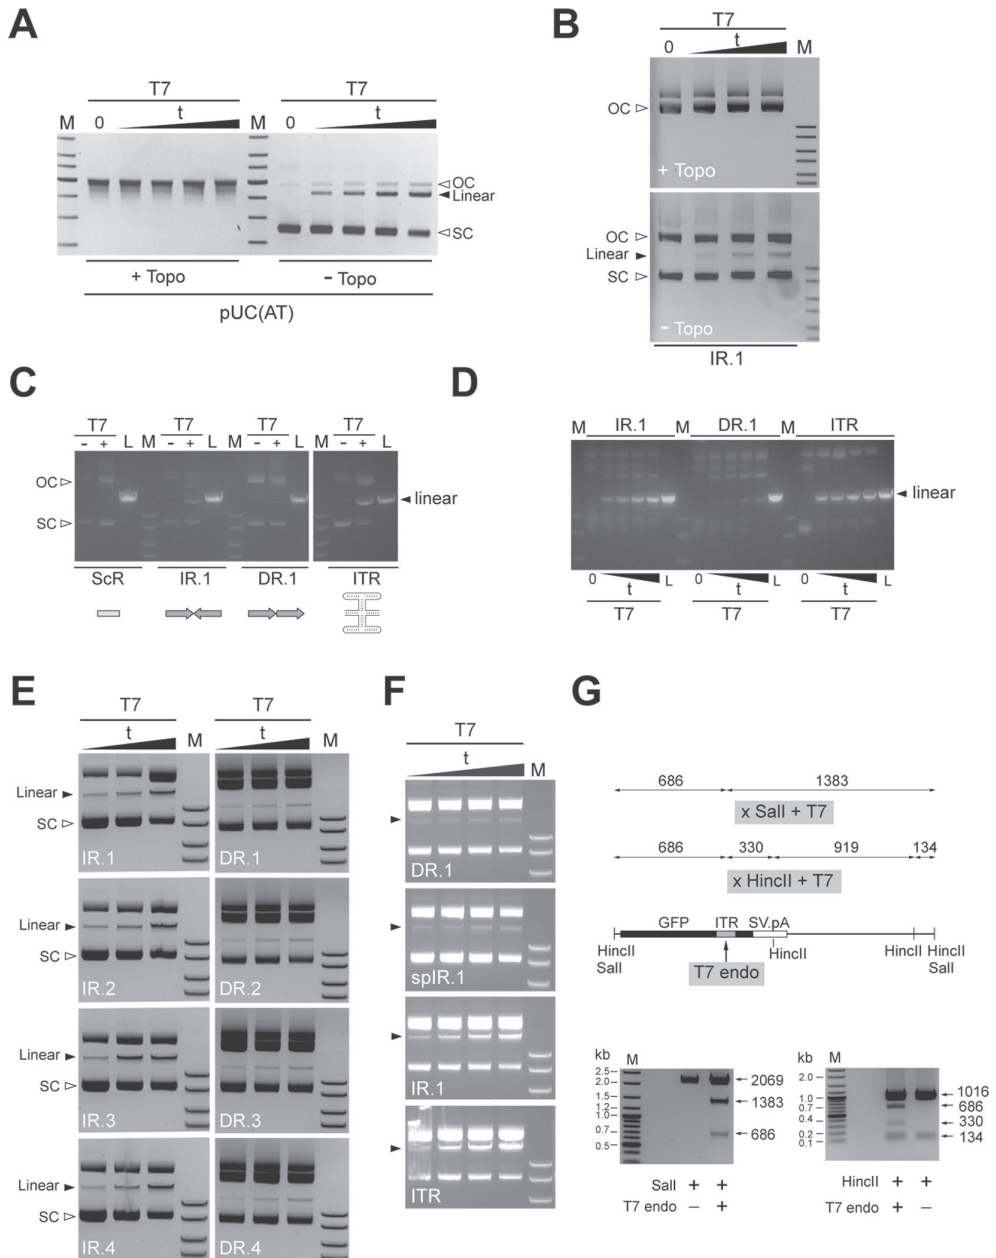 A
T7 T7
t t
M 0 M 0
OC
Linear
SC
+ Topo − Topo
pUC(AT)
B
T7
t
0 M
OC
+ Topo
OC
Linear
SC
− Topo
IR.1
C
T7 T7 T7 T7
− + L M − + L M − + L M − + L
OC
linear
SC
ScR IR.1 DR.1 ITR
D
M IR.1 M DR.1 M ITR
linear
0 L 0 L 0 L
t t t
T7 T7 T7
E
T7 T7
t t
M M
Linear
SC
IR.1 DR.1
Linear
SC
IR.2 DR.2
Linear
SC
IR.3 DR.3
Linear
SC
IR.4 DR.4
F
T7
t
M
DR.1
spIR.1
IR.1
ITR
G
686 1383
x SalI + T7
686 330 919 134
x HincII + T7
GFP ITR SV.pA
HincII HincII HincII
SalI SalI
T7 endo
kb M
2.5
2.0
1.5
1.2
1.0
0.7
0.5
2069
1383
686
SalI + +
T7 endo − +
kb M
2.0
1.0
0.7
0.4
0.2
0.1
1016
686
330
134
HincII + +
T7 endo + −